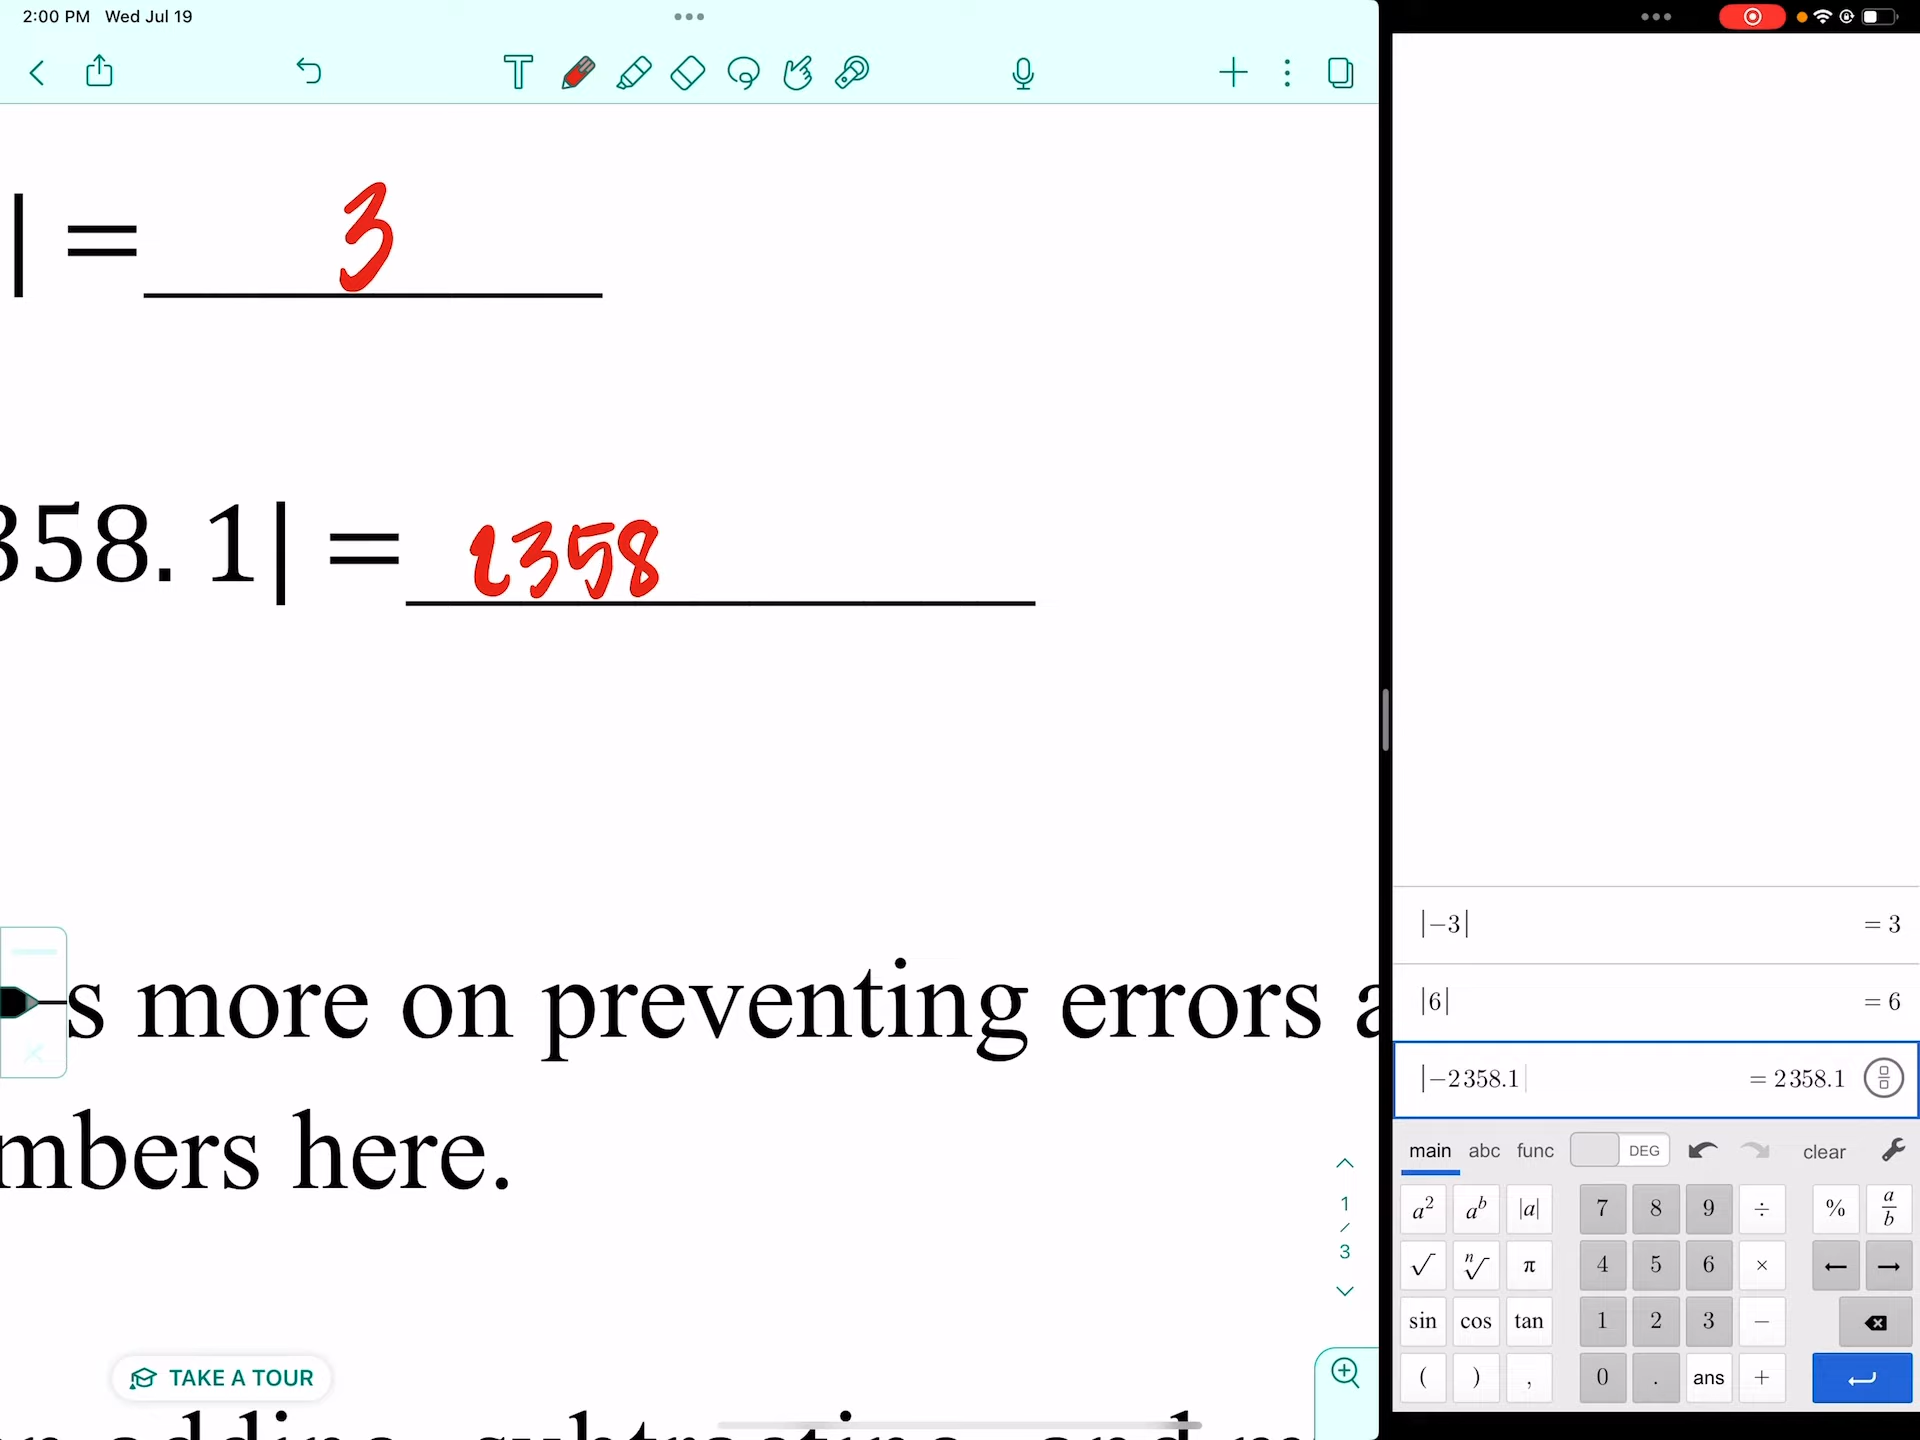 2:00 PM Wed Jul 19
T
| = 3
358. 1| = 2358
s more on preventing errors a
mbers here.
1
/
3
TAKE A TOUR
|−3| = 3
|6| = 6
|−2358.1| = 2358.1
main abc func DEG clear
a² aᵇ |a| 7 8 9 ÷ % a/b
√ ⁿ√ π 4 5 6 × ← →
sin cos tan 1 2 3 −
( ) , 0 . ans +